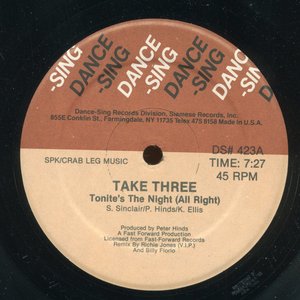 -SING DANCE -SING DANCE -SING DANCE -SING
Dance-Sing Records Division, Siamese Records, Inc.
855E Conklin St., Farmingdale, NY 11735 Telex 475 8158 Made in U.S.A.
DS# 423A
SPK/CRAB LEG MUSIC
TIME: 7:27
45 RPM
TAKE THREE
Tonite's The Night (All Right)
S. Sinclair/P. Hinds/K. Ellis
Produced by Peter Hinds
A Fast Forward Production
Licensed from Fast-Forward Records
Remix By Richie Jones (V.I.P.)
And Billy Florio